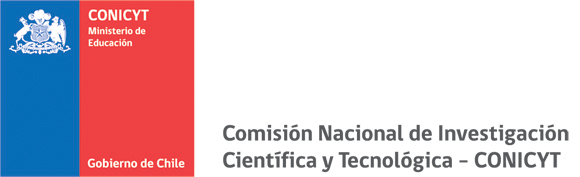 CONICYT
Ministerio de
Educación
Gobierno de Chile
Comisión Nacional de Investigación
Científica y Tecnológica - CONICYT